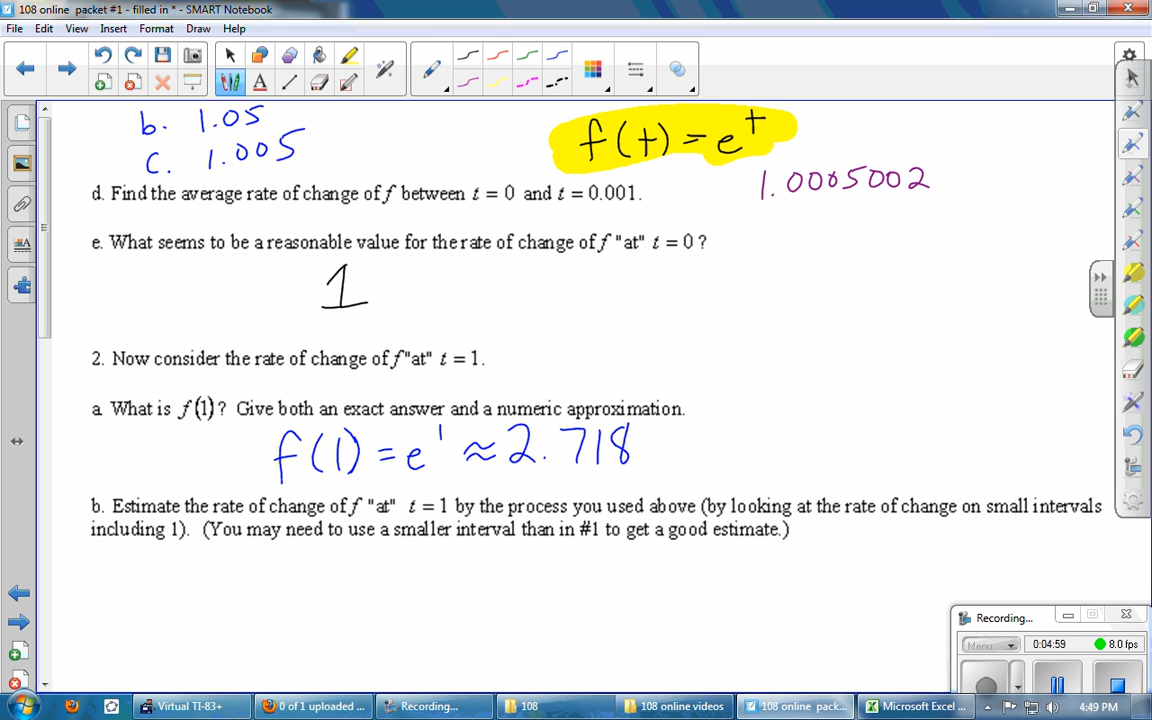 108 online packet #1 - filled in * - SMART Notebook
File Edit View Insert Format Draw Help
b. 1.05
f(t) = e^t
c. 1.005
1.0005002
d. Find the average rate of change of f between t = 0 and t = 0.001.
e. What seems to be a reasonable value for the rate of change of f "at" t = 0 ?
1
2. Now consider the rate of change of f "at" t = 1.
a. What is f(1)? Give both an exact answer and a numeric approximation.
f(1) = e^1 ≈ 2.718
b. Estimate the rate of change of f "at" t = 1 by the process you used above (by looking at the rate of change on small intervals
including 1). (You may need to use a smaller interval than in #1 to get a good estimate.)
Recording...
Menu 0:04:59 8.0 fps
Virtual TI-83+ 0 of 1 uploaded ... Recording... 108 108 online videos 108 online pack... Microsoft Excel ... 4:49 PM